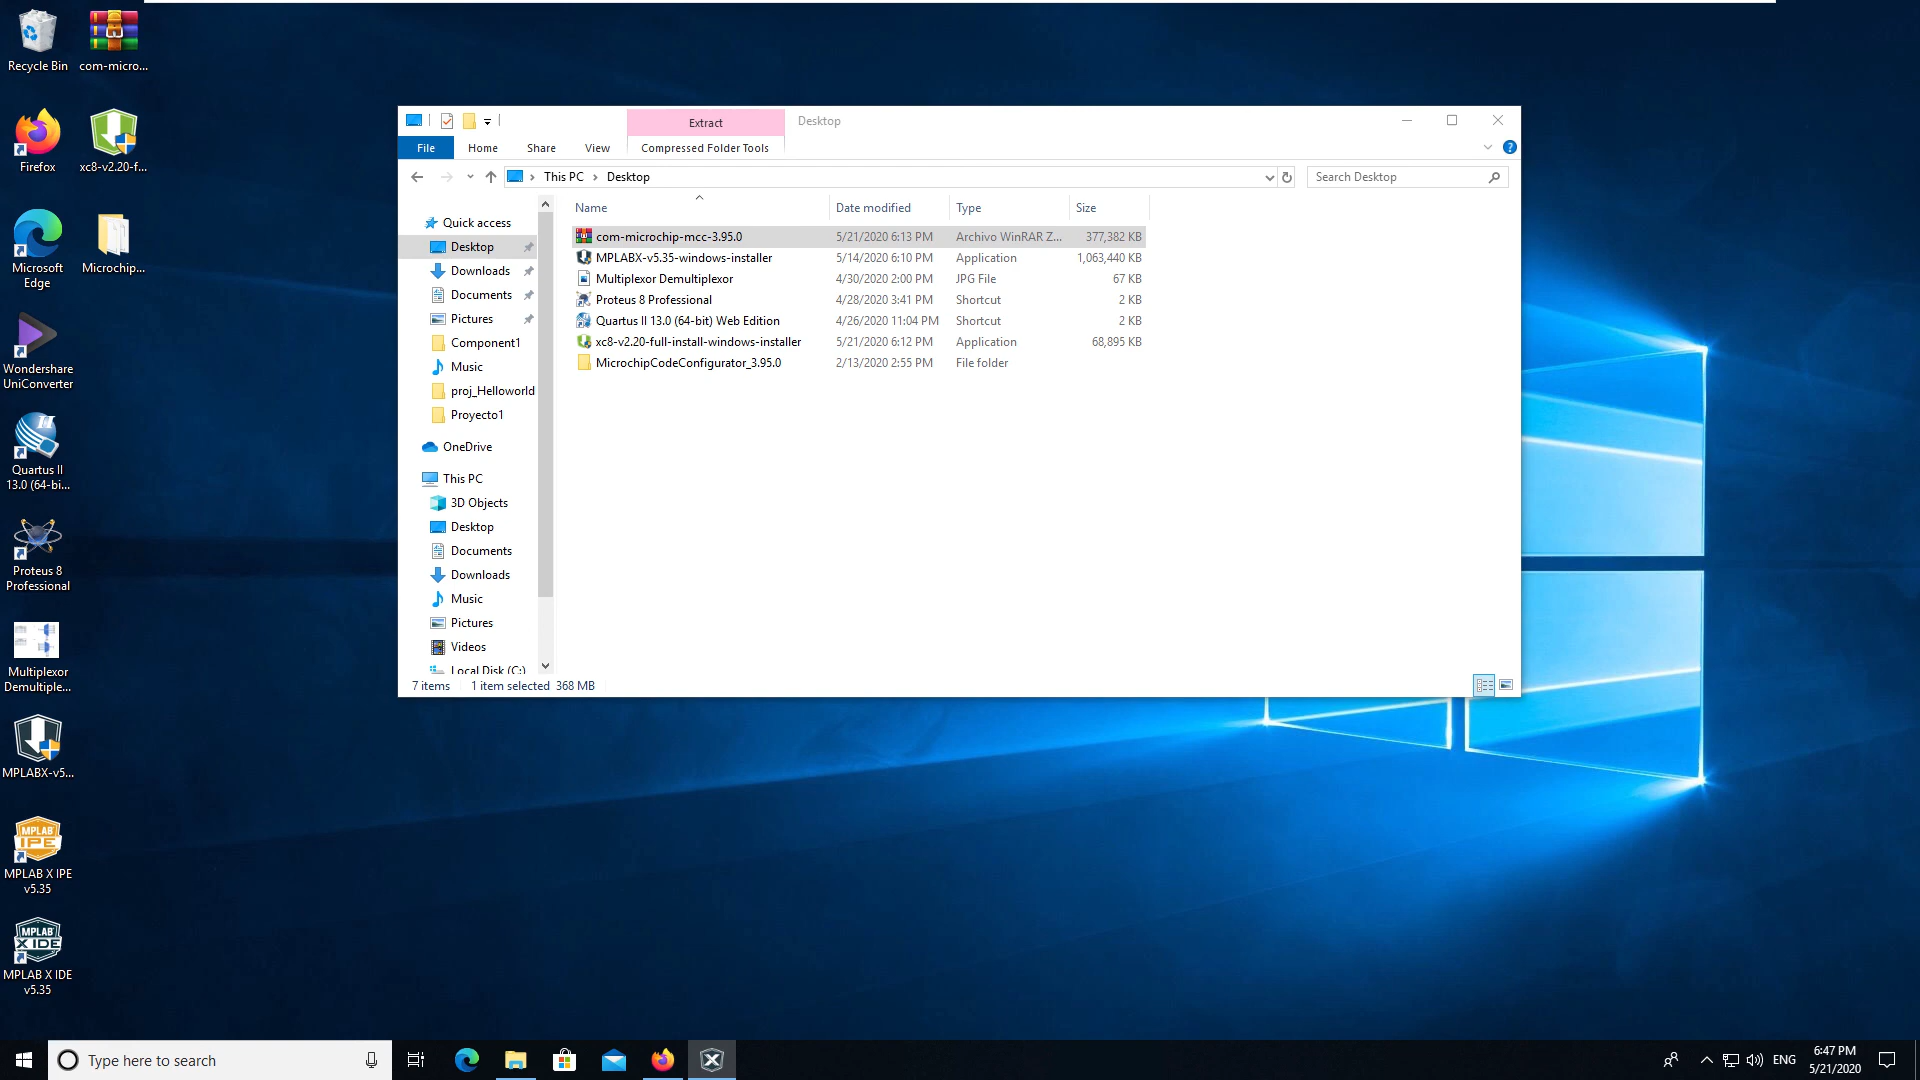 Recycle Bin
com-micro...
Firefox
xc8-v2.20-f...
Microsoft
Edge
Microchip...
Wondershare
UniConverter
Quartus II
13.0 (64-bi...
Proteus 8
Professional
Multiplexor
Demultiple...
MPLABX-v5...
MPLAB
IPE
MPLAB X IPE
v5.35
MPLAB
X IDE
MPLAB X IDE
v5.35
Extract
Desktop
File
Home
Share
View
Compressed Folder Tools
This PC
Desktop
Search Desktop
Quick access
Desktop
Downloads
Documents
Pictures
Component1
Music
proj_Helloworld
Proyecto1
OneDrive
This PC
3D Objects
Desktop
Documents
Downloads
Music
Pictures
Videos
Local Disk (C:)
Name Date modified Type Size
com-microchip-mcc-3.95.0 5/21/2020 6:13 PM Archivo WinRAR Z... 377,382 KB
MPLABX-v5.35-windows-installer 5/14/2020 6:10 PM Application 1,063,440 KB
Multiplexor Demultiplexor 4/30/2020 2:00 PM JPG File 67 KB
Proteus 8 Professional 4/28/2020 3:41 PM Shortcut 2 KB
Quartus II 13.0 (64-bit) Web Edition 4/26/2020 11:04 PM Shortcut 2 KB
xc8-v2.20-full-install-windows-installer 5/21/2020 6:12 PM Application 68,895 KB
MicrochipCodeConfigurator_3.95.0 2/13/2020 2:55 PM File folder
7 items 1 item selected 368 MB
Type here to search
ENG
6:47 PM
5/21/2020